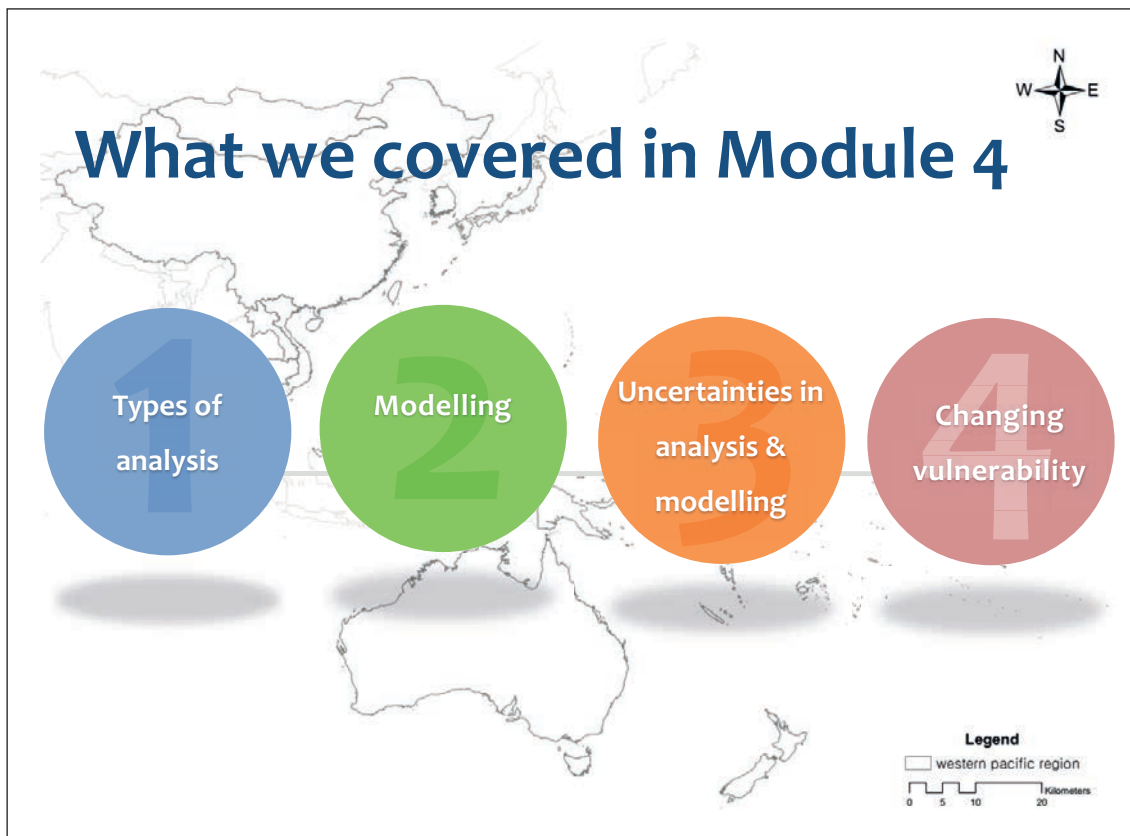 What we covered in Module 4
N
W E
S
1
Types of
analysis
2
Modelling
3
Uncertainties in
analysis &
modelling
4
Changing
vulnerability
Legend
western pacific region
Kilometers
0 5 10 20